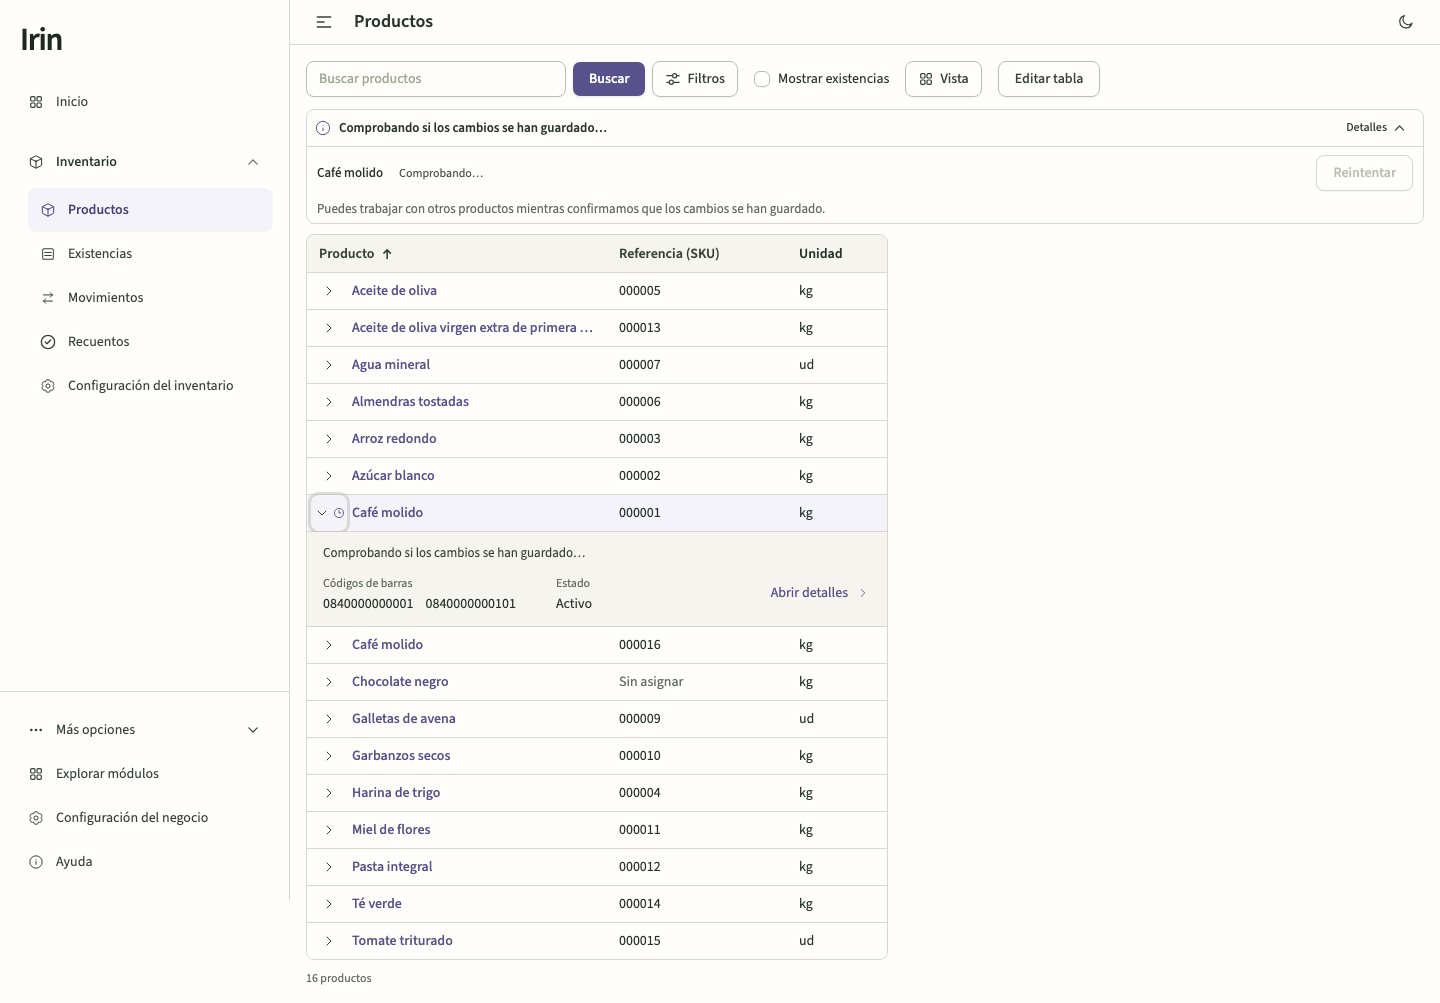 Irin
Inicio
Inventario
Productos
Existencias
Movimientos
Recuentos
Configuración del inventario
Más opciones
Explorar módulos
Configuración del negocio
Ayuda
Productos
Buscar productos
Buscar
Filtros
Mostrar existencias
Vista
Editar tabla
Comprobando si los cambios se han guardado…
Detalles
Café molido Comprobando…
Reintentar
Puedes trabajar con otros productos mientras confirmamos que los cambios se han guardado.
Producto Referencia (SKU) Unidad
Aceite de oliva 000005 kg
Aceite de oliva virgen extra de primera … 000013 kg
Agua mineral 000007 ud
Almendras tostadas 000006 kg
Arroz redondo 000003 kg
Azúcar blanco 000002 kg
Café molido 000001 kg
Comprobando si los cambios se han guardado…
Códigos de barras Estado
0840000000001 0840000000101 Activo
Abrir detalles
Café molido 000016 kg
Chocolate negro Sin asignar kg
Galletas de avena 000009 ud
Garbanzos secos 000010 kg
Harina de trigo 000004 kg
Miel de flores 000011 kg
Pasta integral 000012 kg
Té verde 000014 kg
Tomate triturado 000015 ud
16 productos